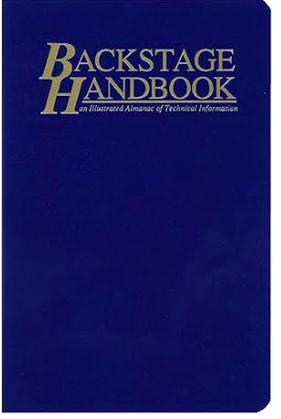 BACKSTAGE
HANDBOOK
an Illustrated Almanac of Technical Information